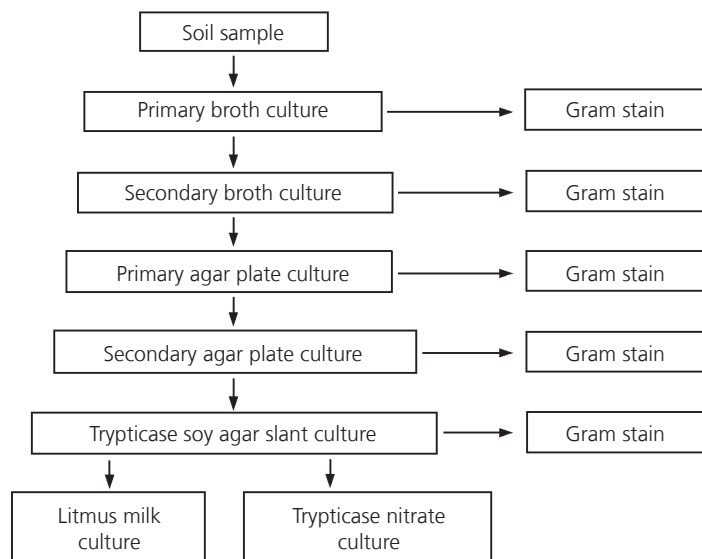 Soil sample
Primary broth culture
Gram stain
Secondary broth culture
Gram stain
Primary agar plate culture
Gram stain
Secondary agar plate culture
Gram stain
Trypticase soy agar slant culture
Gram stain
Litmus milk
culture
Trypticase nitrate
culture